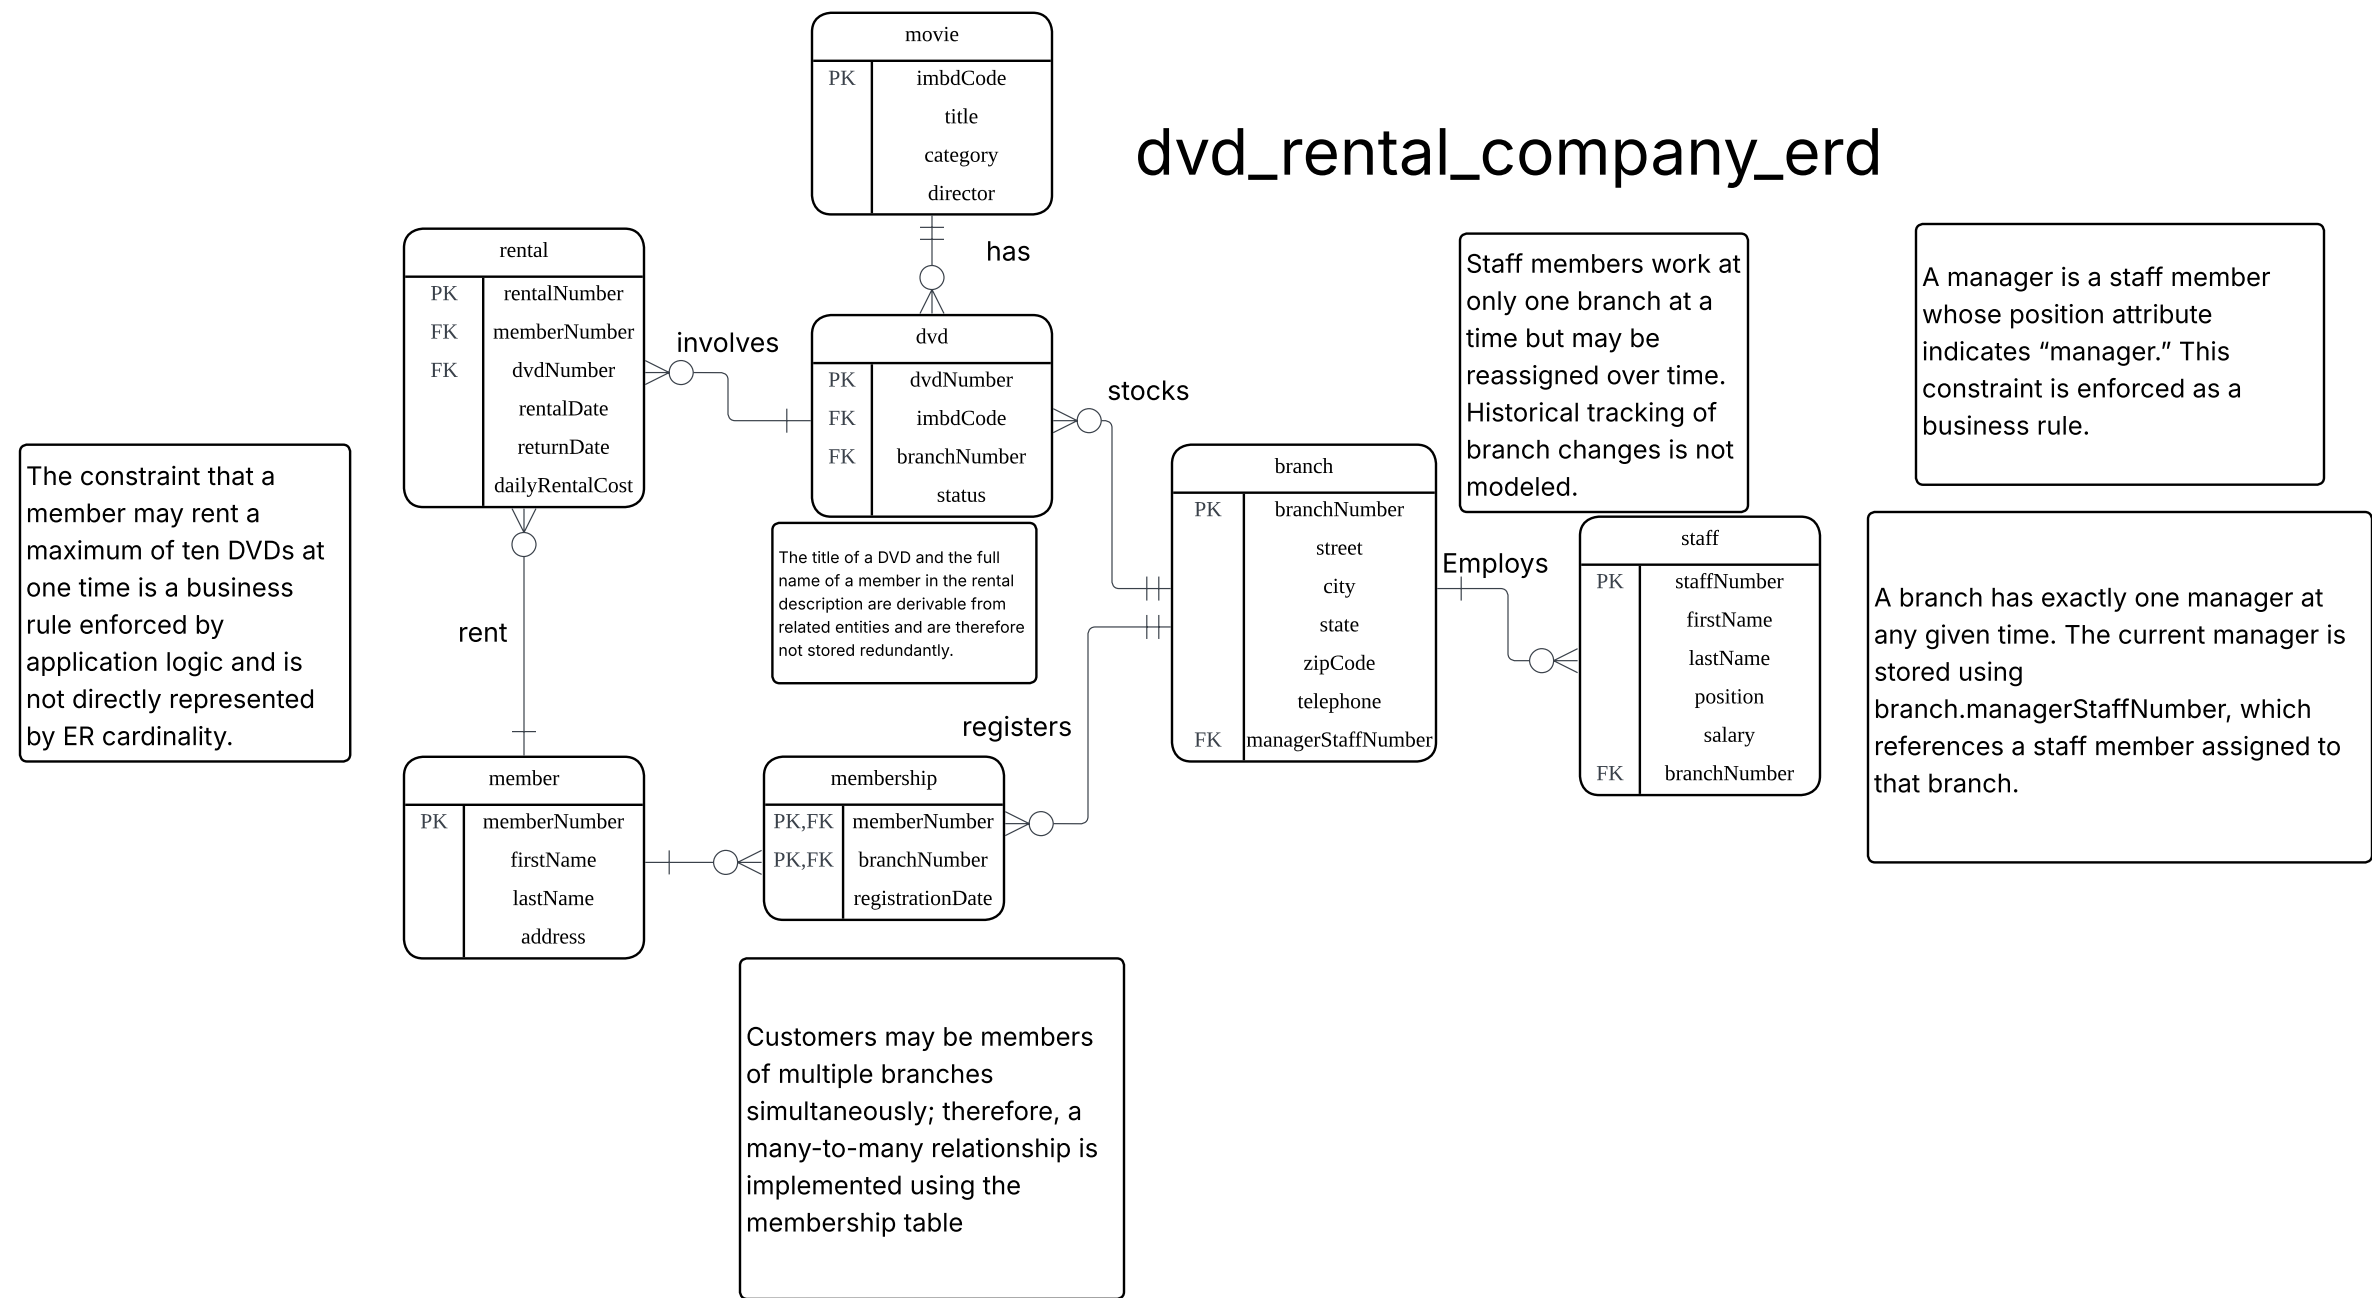 movie
PK imbdCode
title
category
director
dvd_rental_company_erd
has
rental
PK rentalNumber
FK memberNumber
FK dvdNumber
rentalDate
returnDate
dailyRentalCost
involves
dvd
PK dvdNumber
FK imbdCode
FK branchNumber
status
stocks
Staff members work at
only one branch at a
time but may be
reassigned over time.
Historical tracking of
branch changes is not
modeled.
A manager is a staff member
whose position attribute
indicates “manager.” This
constraint is enforced as a
business rule.
The constraint that a
member may rent a
maximum of ten DVDs at
one time is a business
rule enforced by
application logic and is
not directly represented
by ER cardinality.
The title of a DVD and the full
name of a member in the rental
description are derivable from
related entities and are therefore
not stored redundantly.
branch
PK branchNumber
street
city
state
zipCode
telephone
FK managerStaffNumber
Employs
staff
PK staffNumber
firstName
lastName
position
salary
FK branchNumber
A branch has exactly one manager at
any given time. The current manager is
stored using
branch.managerStaffNumber, which
references a staff member assigned to
that branch.
rent
registers
member
PK memberNumber
firstName
lastName
address
membership
PK,FK memberNumber
PK,FK branchNumber
registrationDate
Customers may be members
of multiple branches
simultaneously; therefore, a
many-to-many relationship is
implemented using the
membership table